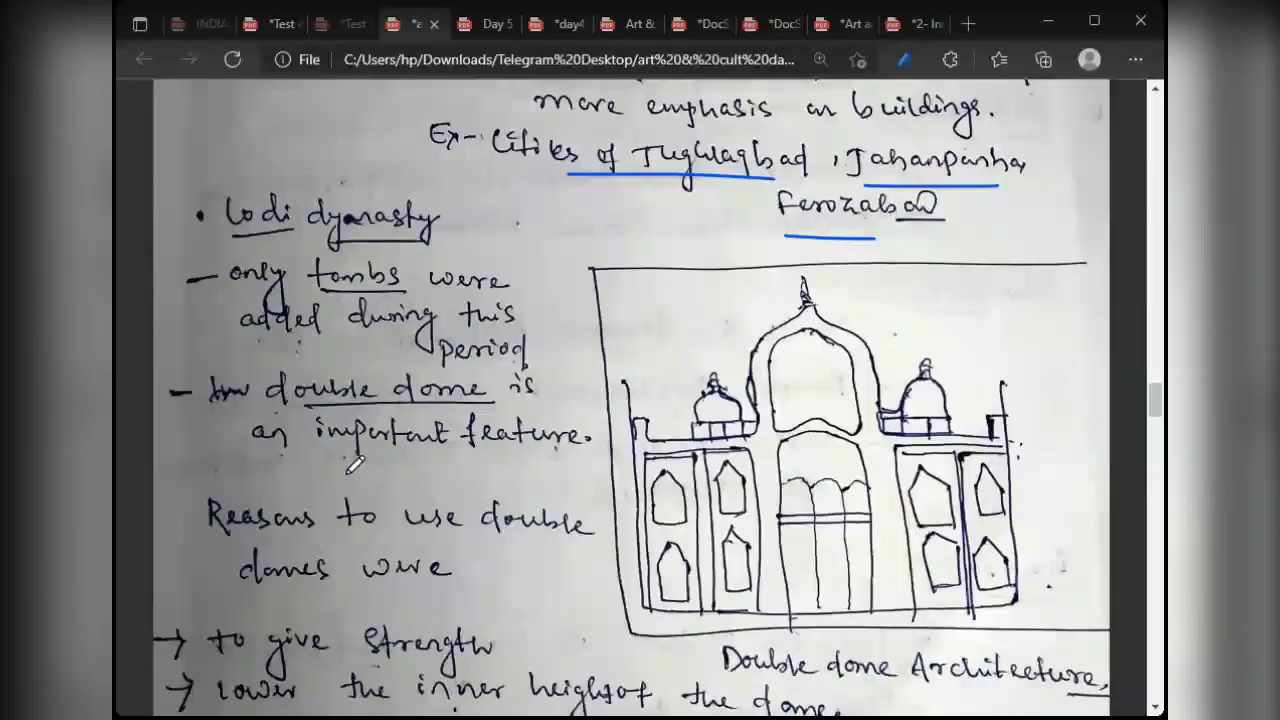 INDIA
*Test
*Test
*a
Day 5
*day4
Art &
*DocS
*DocS
*Art a
*2- In
File
C:/Users/hp/Downloads/Telegram%20Desktop/art%20&%20cult%20da...
more emphasis on buildings.
Ex- Cities of Tughlaqbad, Jahanpanha,
Ferozabad
• Lodi dyanasty
— only tombs were
added during this
period
— double dome is
an important feature.
Reasons to use double
domes were
→ to give strength
→ lower the inner height of the dome.
Double dome Architecture,